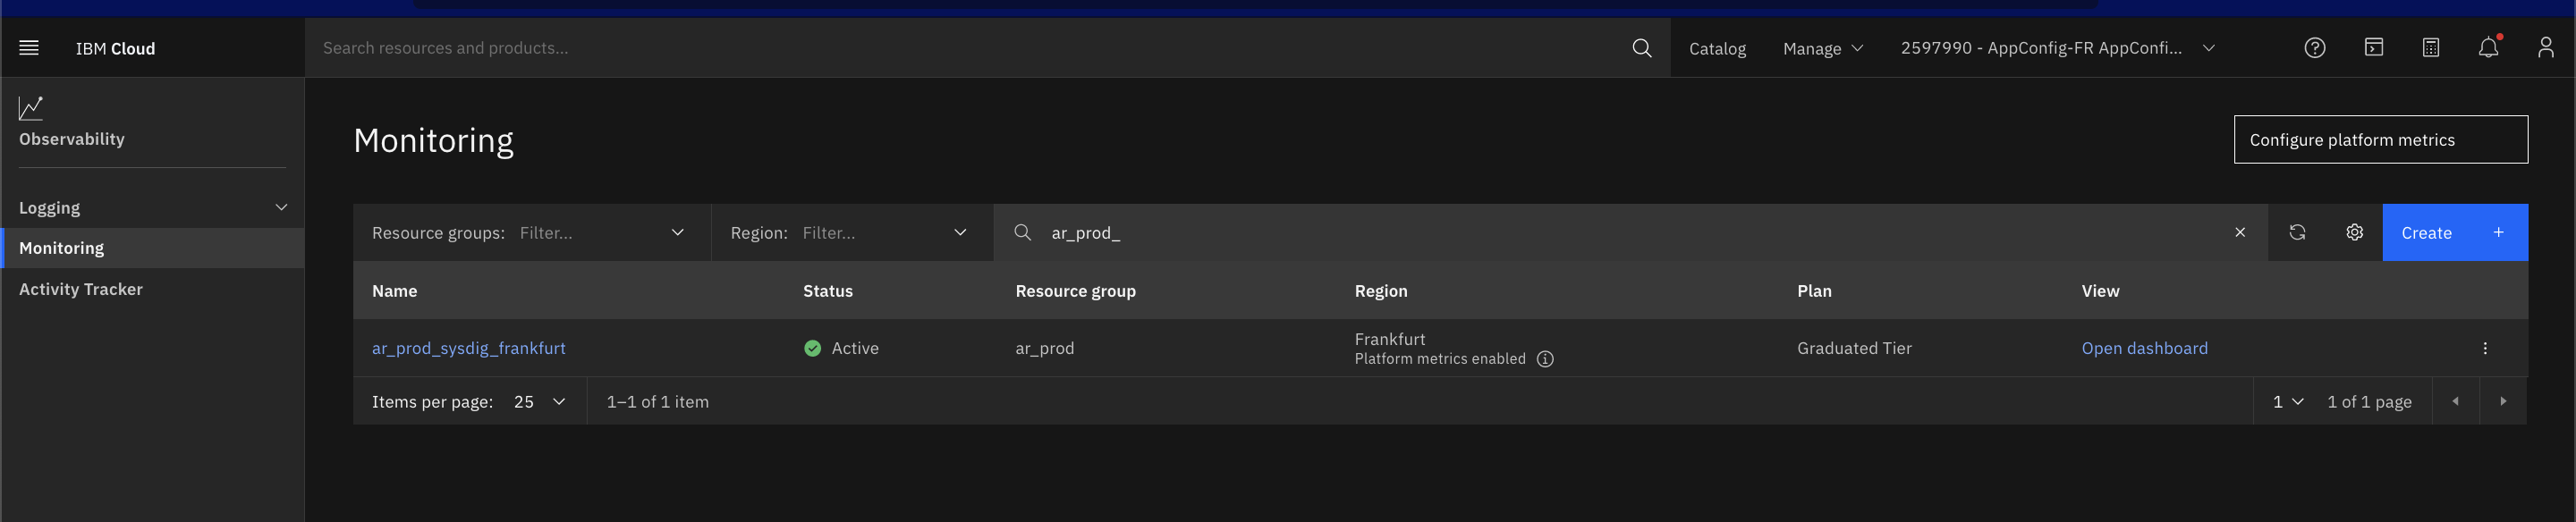 IBM Cloud
Search resources and products...
Catalog
Manage
2597990 - AppConfig-FR AppConfi...
Observability
Logging
Monitoring
Activity Tracker
Monitoring
Configure platform metrics
Resource groups: Filter...
Region: Filter...
ar_prod_
Create +
Name Status Resource group Region Plan View
ar_prod_sysdig_frankfurt Active ar_prod Frankfurt Graduated Tier Open dashboard
Platform metrics enabled
Items per page: 25 1–1 of 1 item 1 1 of 1 page